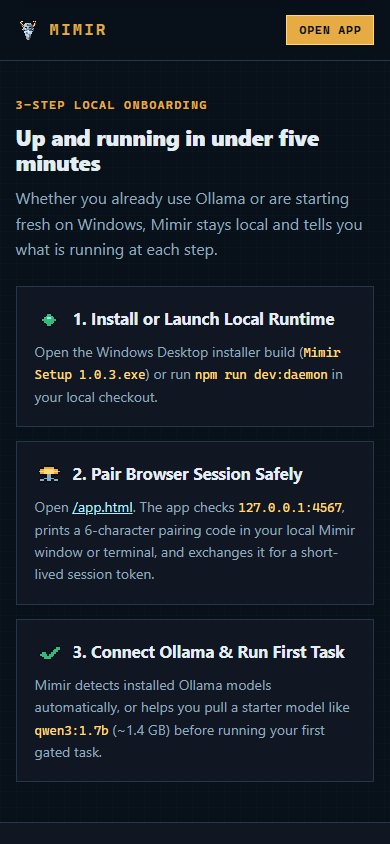 MIMIR
OPEN APP
3-STEP LOCAL ONBOARDING
Up and running in under five
minutes
Whether you already use Ollama or are starting
fresh on Windows, Mimir stays local and tells you
what is running at each step.
1. Install or Launch Local Runtime
Open the Windows Desktop installer build (Mimir
Setup 1.0.3.exe) or run npm run dev:daemon in
your local checkout.
2. Pair Browser Session Safely
Open /app.html. The app checks 127.0.0.1:4567,
prints a 6-character pairing code in your local Mimir
window or terminal, and exchanges it for a short-
lived session token.
3. Connect Ollama & Run First Task
Mimir detects installed Ollama models
automatically, or helps you pull a starter model like
qwen3:1.7b (~1.4 GB) before running your first
gated task.